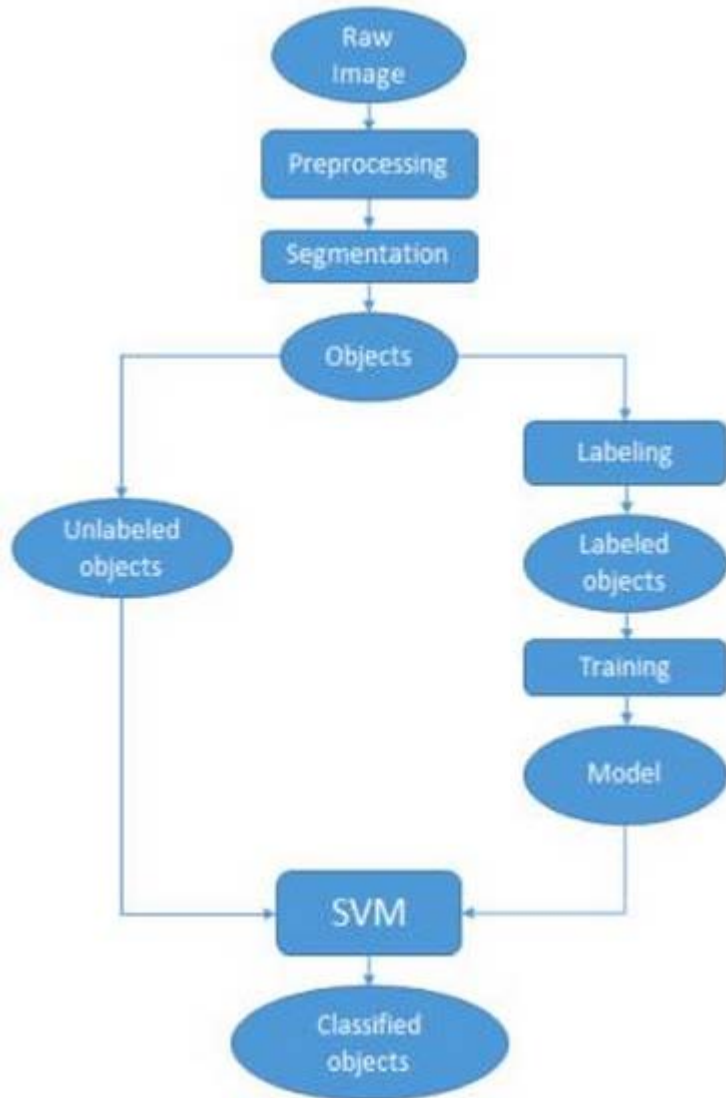 Raw
Image
Preprocessing
Segmentation
Objects
Labeling
Unlabeled
objects
Labeled
objects
Training
Model
SVM
Classified
objects